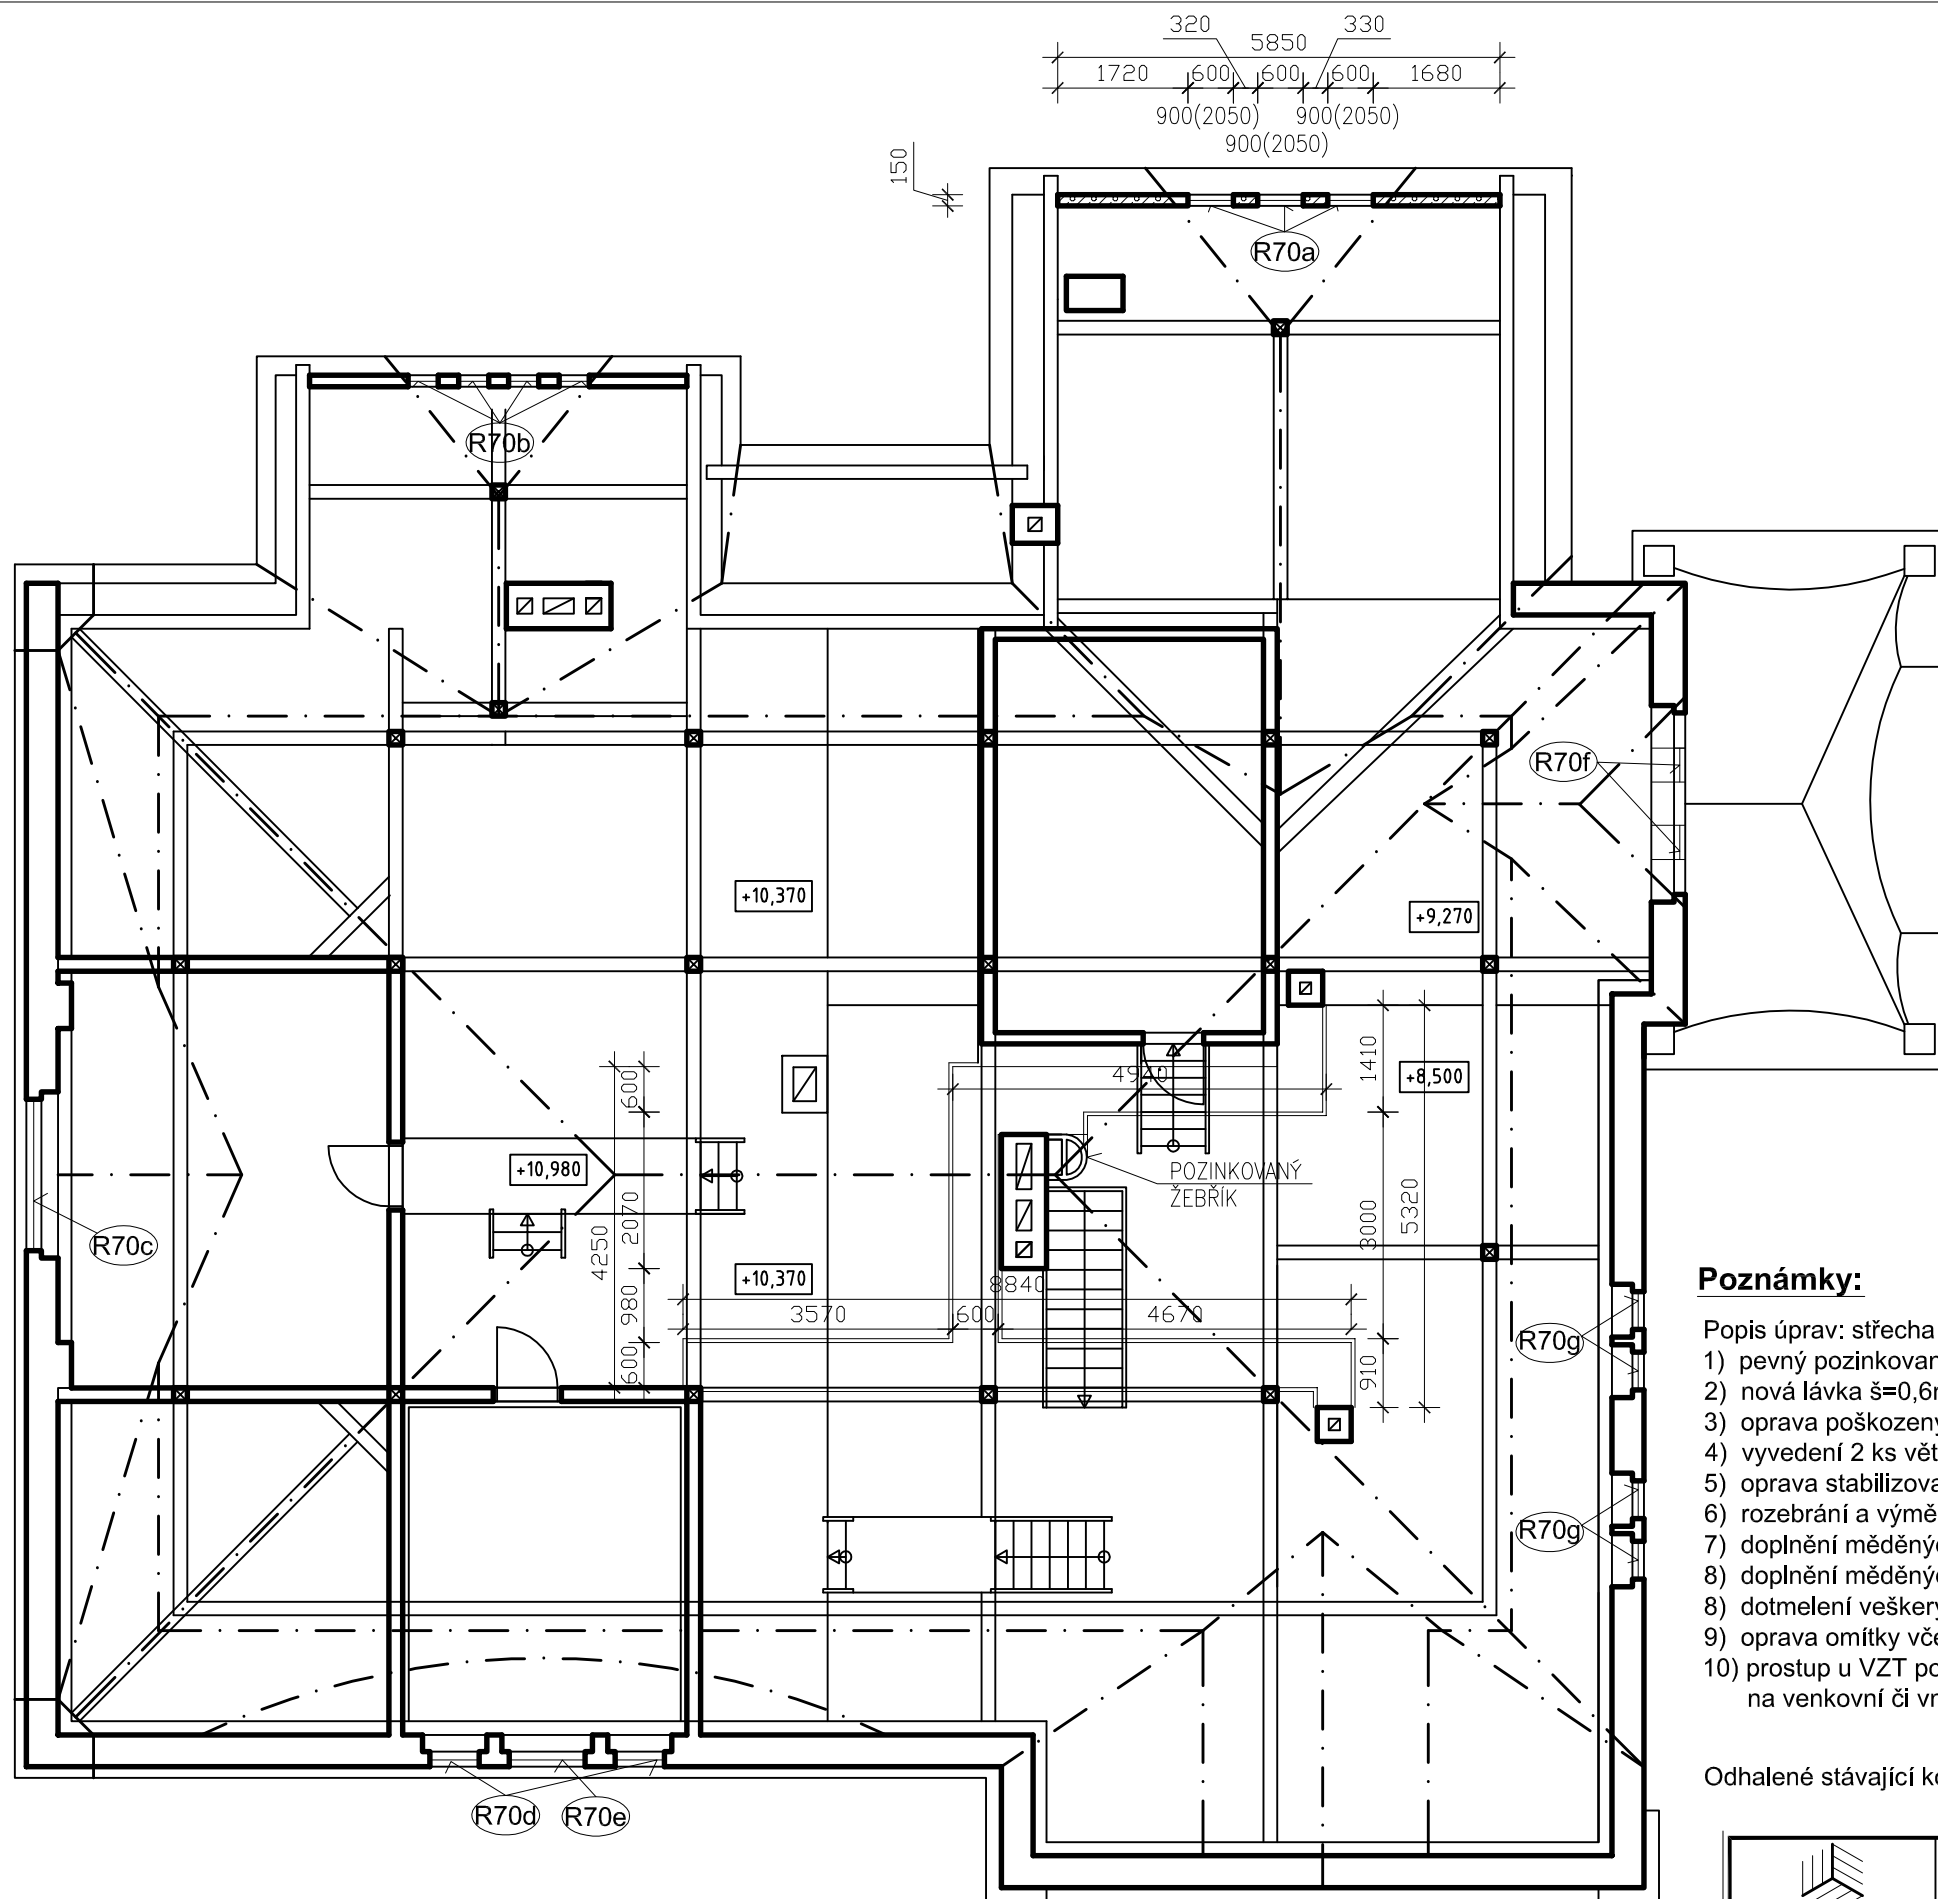 320
330
5850
1720
600
600
600
1680
900(2050)
900(2050)
900(2050)
150
R70a
R70b
R70f
+10,370
+9,270
600
4940
1410
+8,500
+10,980
POZINKOVANÝ
ŽEBŘÍK
4250
2070
3000
5320
R70c
+10,370
980
8840
3570
600
4670
600
910
R70g
R70g
R70d
R70e
Poznámky:
Popis úprav: střecha
1) pevný pozinkovan
2) nová lávka š=0,6
3) oprava poškozen
4) vyvedení 2 ks vět
5) oprava stabilizova
6) rozebrání a výmě
7) doplnění měděný
8) doplnění měděný
8) dotmelení veškery
9) oprava omítky vče
10) prostup u VZT po
na venkovní či vn
Odhalené stávající k